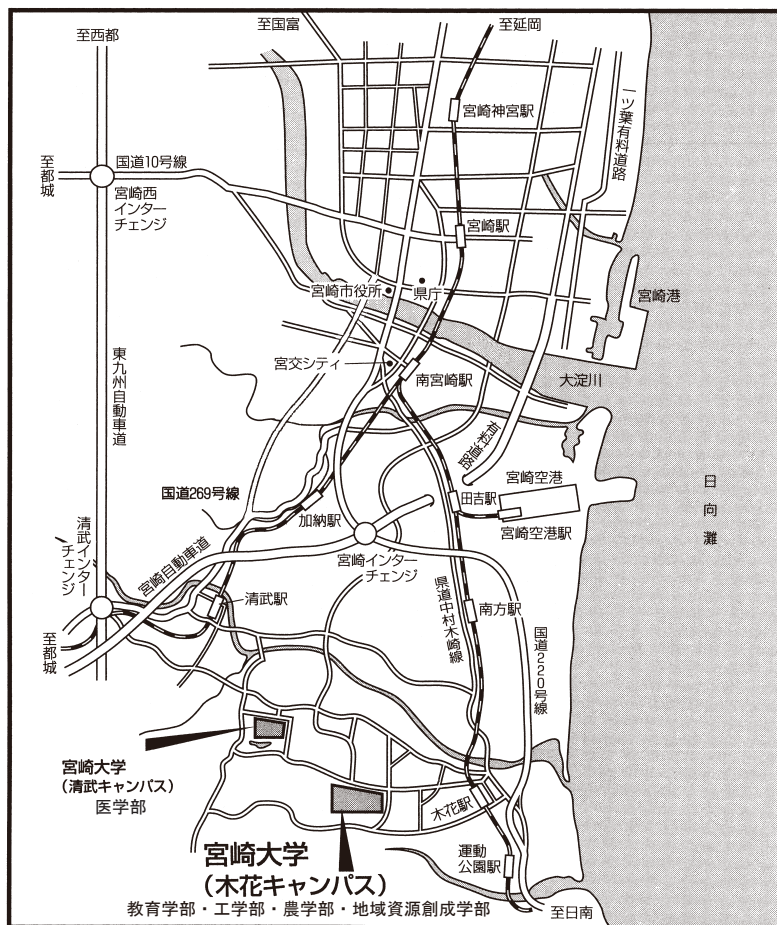 至西都
至国富
至延岡
宮崎神宮駅
一ツ葉有料道路
国道10号線
至都城
宮崎西
インター
チェンジ
宮崎駅
宮崎市役所
県庁
宮崎港
宮交シティ
南宮崎駅
大淀川
東九州自動車道
有料道路
宮崎空港
田吉駅
日向灘
国道269号線
加納駅
宮崎空港駅
清武インター
チェンジ
宮崎自動車道
宮崎インター
チェンジ
清武駅
県道中村木崎線
南方駅
国道220号線
至都城
宮崎大学
(清武キャンパス)
医学部
木花駅
宮崎大学
(木花キャンパス)
運動
公園駅
教育学部・工学部・農学部・地域資源創成学部
至日南